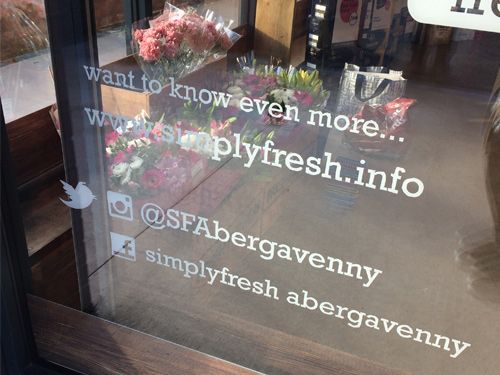 want to know even more...
www.simplyfresh.info
@SFAbergavenny
simplyfresh abergavenny